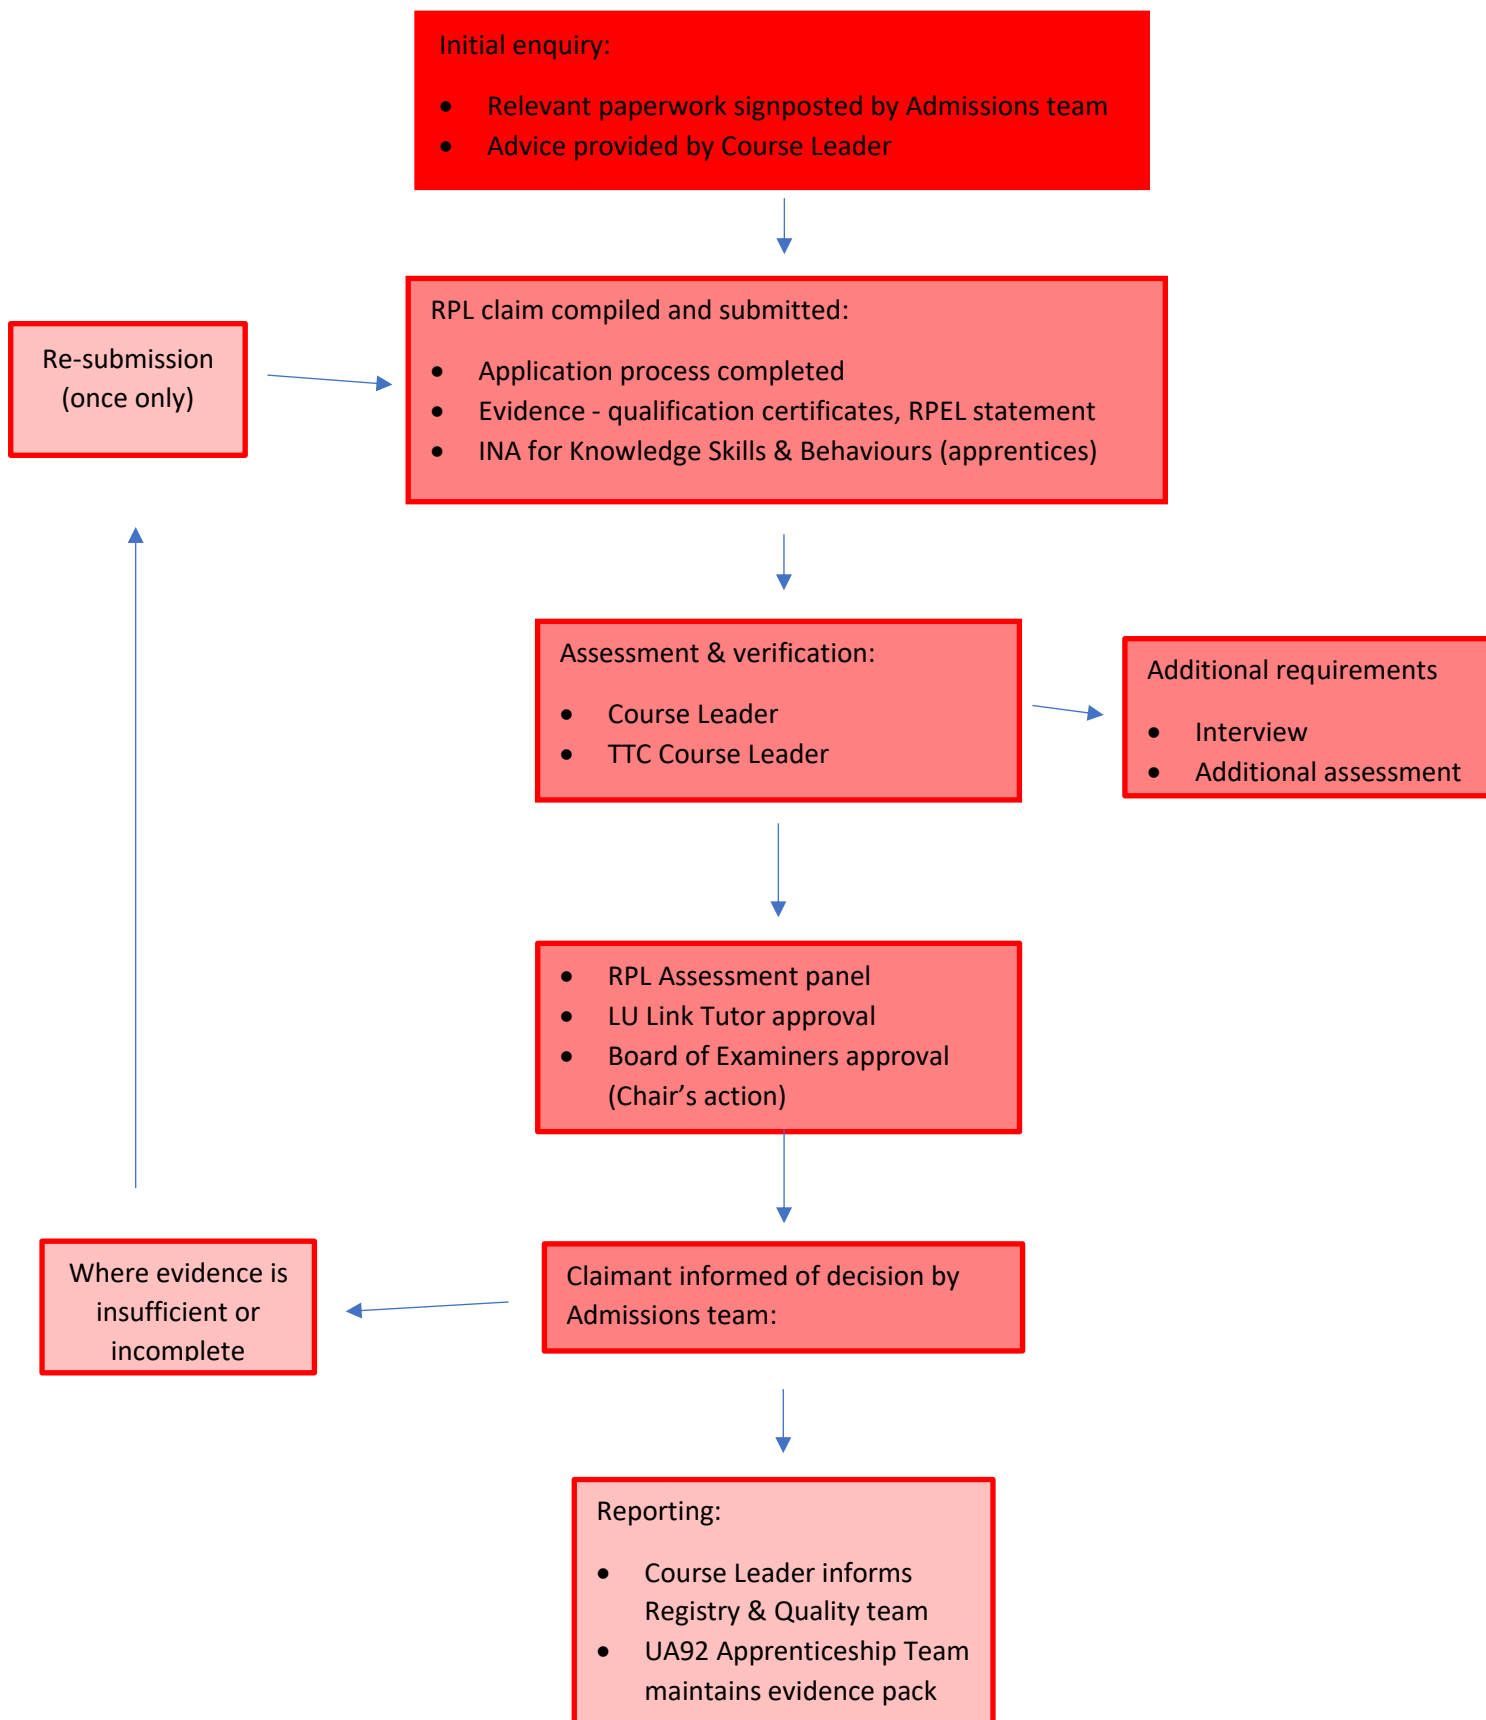 Initial enquiry:
• Relevant paperwork signposted by Admissions team
• Advice provided by Course Leader
RPL claim compiled and submitted:
• Application process completed
• Evidence - qualification certificates, RPEL statement
• INA for Knowledge Skills & Behaviours (apprentices)
Re-submission
(once only)
Assessment & verification:
• Course Leader
• TTC Course Leader
Additional requirements
• Interview
• Additional assessment
• RPL Assessment panel
• LU Link Tutor approval
• Board of Examiners approval
(Chair’s action)
Claimant informed of decision by
Admissions team:
Where evidence is
insufficient or
incomplete
Reporting:
• Course Leader informs
Registry & Quality team
• UA92 Apprenticeship Team
maintains evidence pack